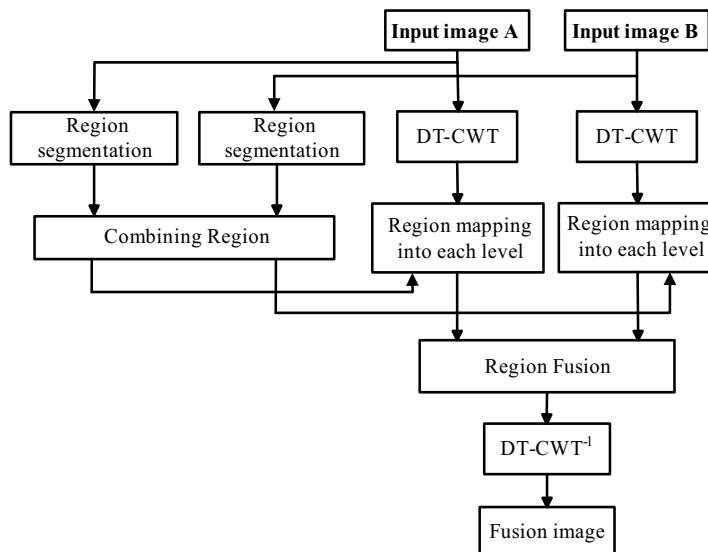 Input image A
Input image B
Region
segmentation
Region
segmentation
DT-CWT
DT-CWT
Combining Region
Region mapping
into each level
Region mapping
into each level
Region Fusion
DT-CWT-1
Fusion image